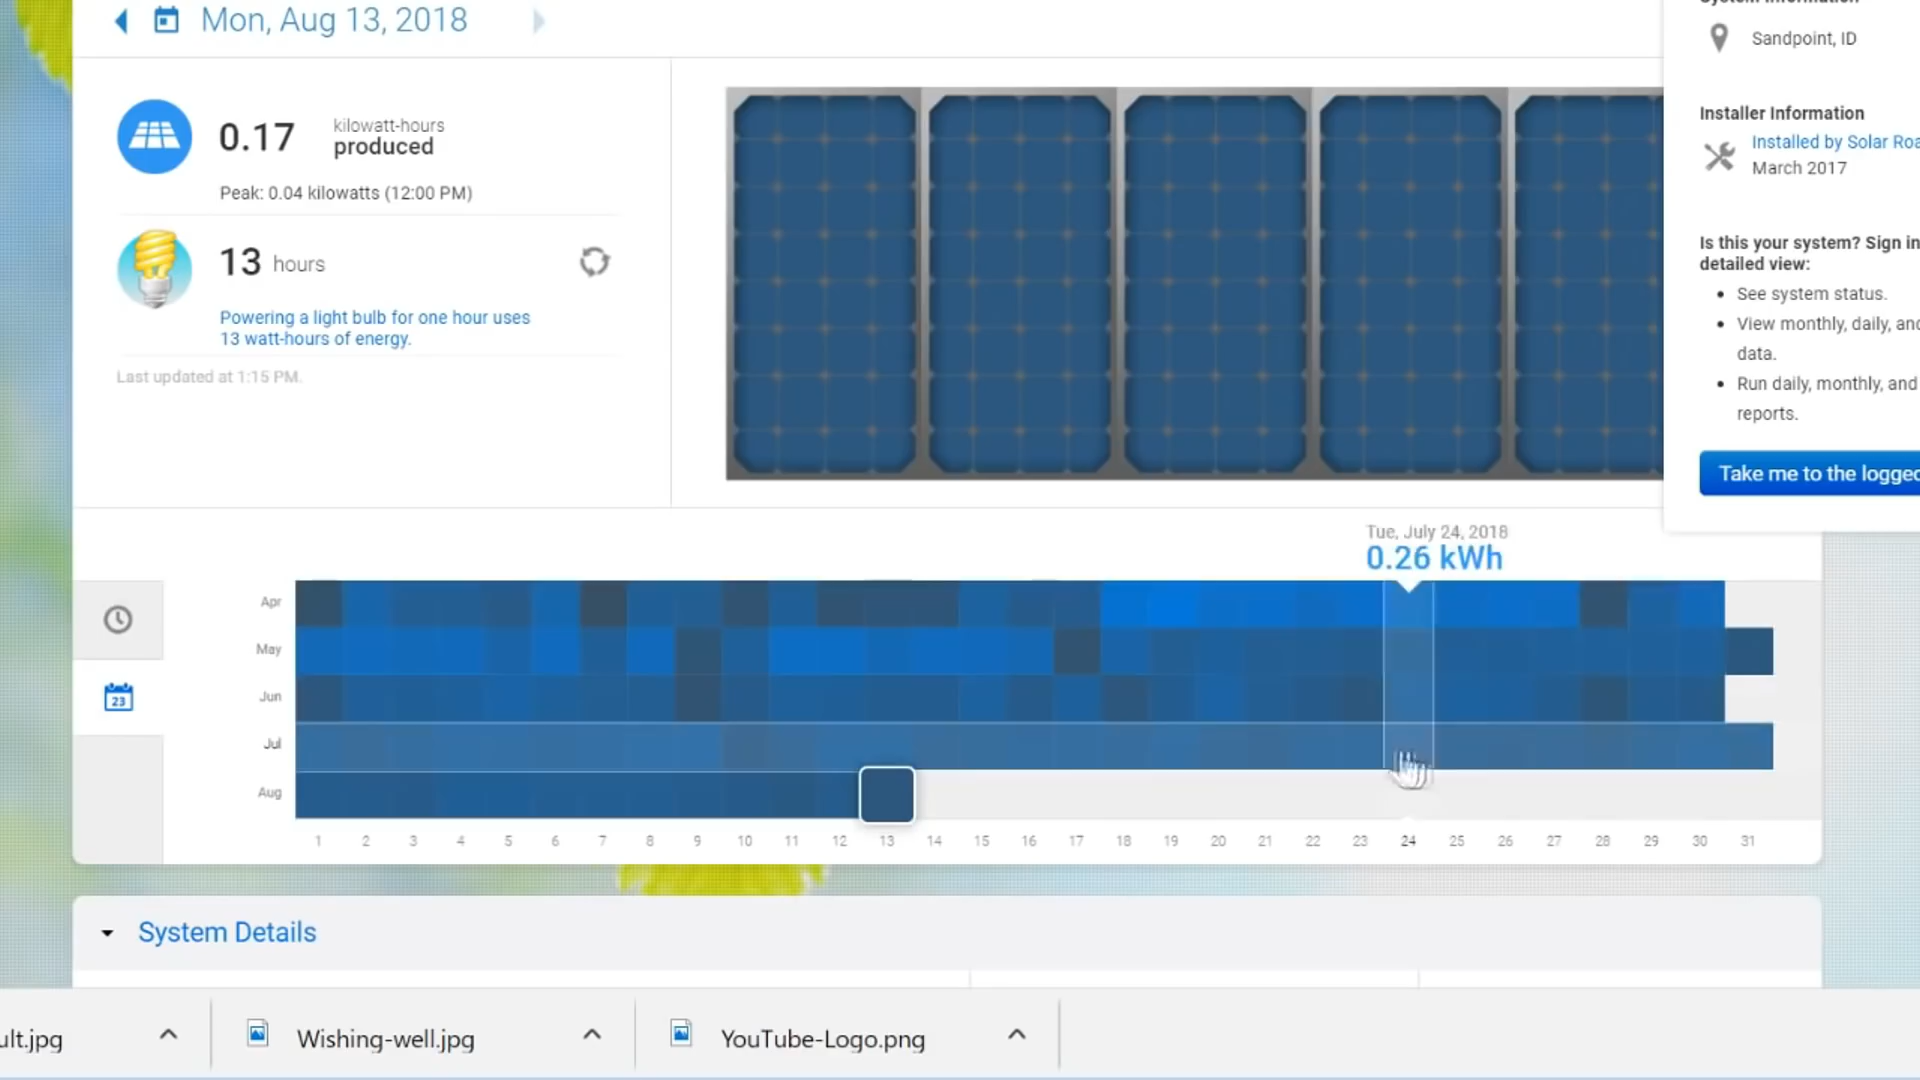 System Information
Mon, Aug 13, 2018
Sandpoint, ID
0.17
kilowatt-hours
produced
Peak: 0.04 kilowatts (12:00 PM)
13 hours
Powering a light bulb for one hour uses
13 watt-hours of energy.
Last updated at 1:15 PM.
Installer Information
Installed by Solar Roa
March 2017
Is this your system? Sign in
detailed view:
See system status.
View monthly, daily, and
data.
Run daily, monthly, and
reports.
Take me to the logged
Tue, July 24, 2018
0.26 kWh
Apr
May
Jun
23
Jul
Aug
1 2 3 4 5 6 7 8 9 10 11 12 13 14 15 16 17 18 19 20 21 22 23 24 25 26 27 28 29 30 31
System Details
ult.jpg
Wishing-well.jpg
YouTube-Logo.png